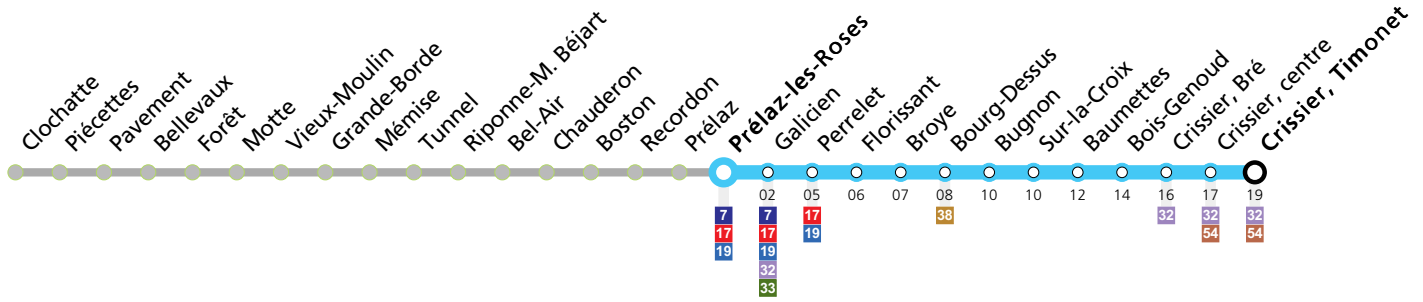 Clochatte
Piécettes
Pavement
Bellevaux
Forêt
Motte
Vieux-Moulin
Grande-Borde
Mémise
Tunnel
Riponne-M. Béjart
Bel-Air
Chauderon
Boston
Recordon
Prélaz
Prélaz-les-Roses
Galicien
Perrelet
Florissant
Broye
Bourg-Dessus
Bugnon
Sur-la-Croix
Baumettes
Bois-Genoud
Crissier, Bré
Crissier, centre
Crissier, Timonet
02 05 06 07 08 10 10 12 14 16 17 19
7 7 17 38 32 32 32
17 17 19 54 54
19 19
32
33